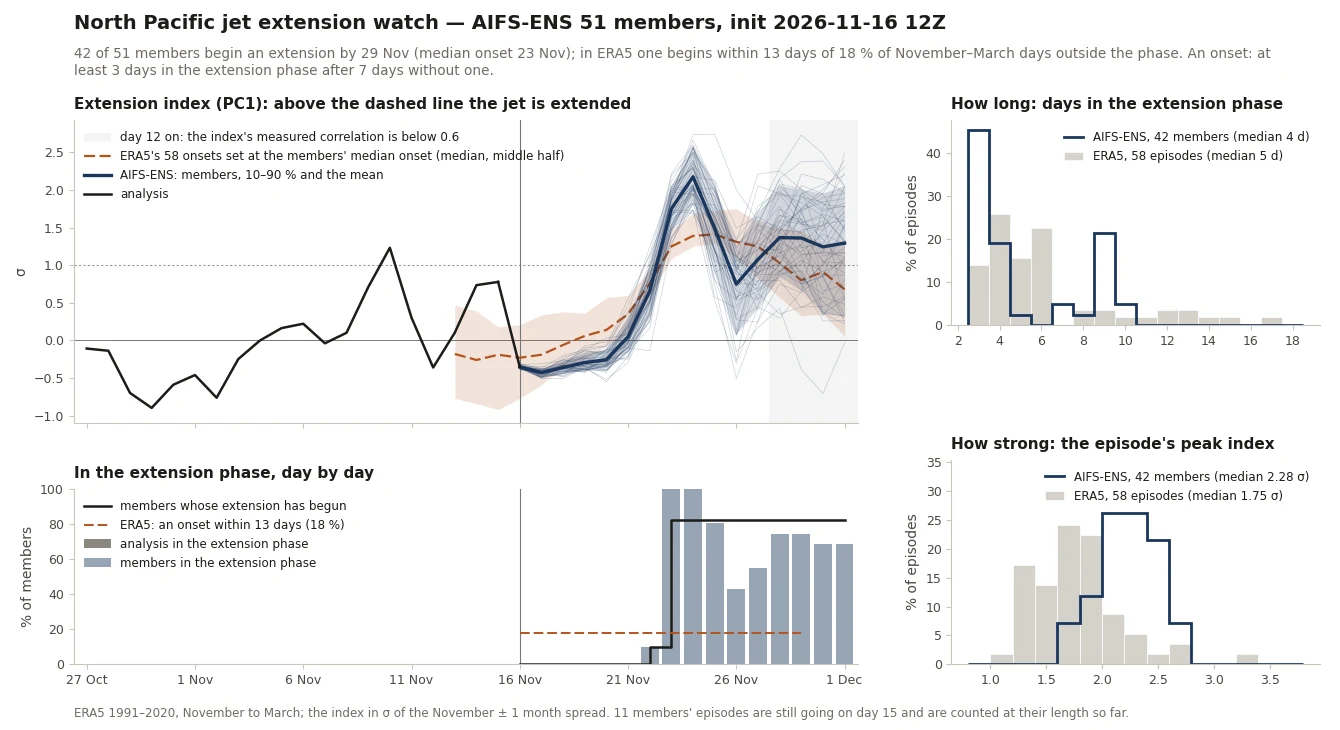 North Pacific jet extension watch — AIFS-ENS 51 members, init 2026-11-16 12Z
42 of 51 members begin an extension by 29 Nov (median onset 23 Nov); in ERA5 one begins within 13 days of 18 % of November–March days outside the phase. An onset: at
least 3 days in the extension phase after 7 days without one.
Extension index (PC1): above the dashed line the jet is extended
day 12 on: the index's measured correlation is below 0.6
ERA5's 58 onsets set at the members' median onset (median, middle half)
AIFS-ENS: members, 10–90 % and the mean
analysis
σ
2.5
2.0
1.5
1.0
0.5
0.0
−0.5
−1.0
How long: days in the extension phase
AIFS-ENS, 42 members (median 4 d)
ERA5, 58 episodes (median 5 d)
% of episodes
40
30
20
10
0
2 4 6 8 10 12 14 16 18
In the extension phase, day by day
members whose extension has begun
ERA5: an onset within 13 days (18 %)
analysis in the extension phase
members in the extension phase
% of members
100
80
60
40
20
0
27 Oct 1 Nov 6 Nov 11 Nov 16 Nov 21 Nov 26 Nov 1 Dec
How strong: the episode's peak index
AIFS-ENS, 42 members (median 2.28 σ)
ERA5, 58 episodes (median 1.75 σ)
% of episodes
35
30
25
20
15
10
5
0
1.0 1.5 2.0 2.5 3.0 3.5
ERA5 1991–2020, November to March; the index in σ of the November ± 1 month spread. 11 members' episodes are still going on day 15 and are counted at their length so far.